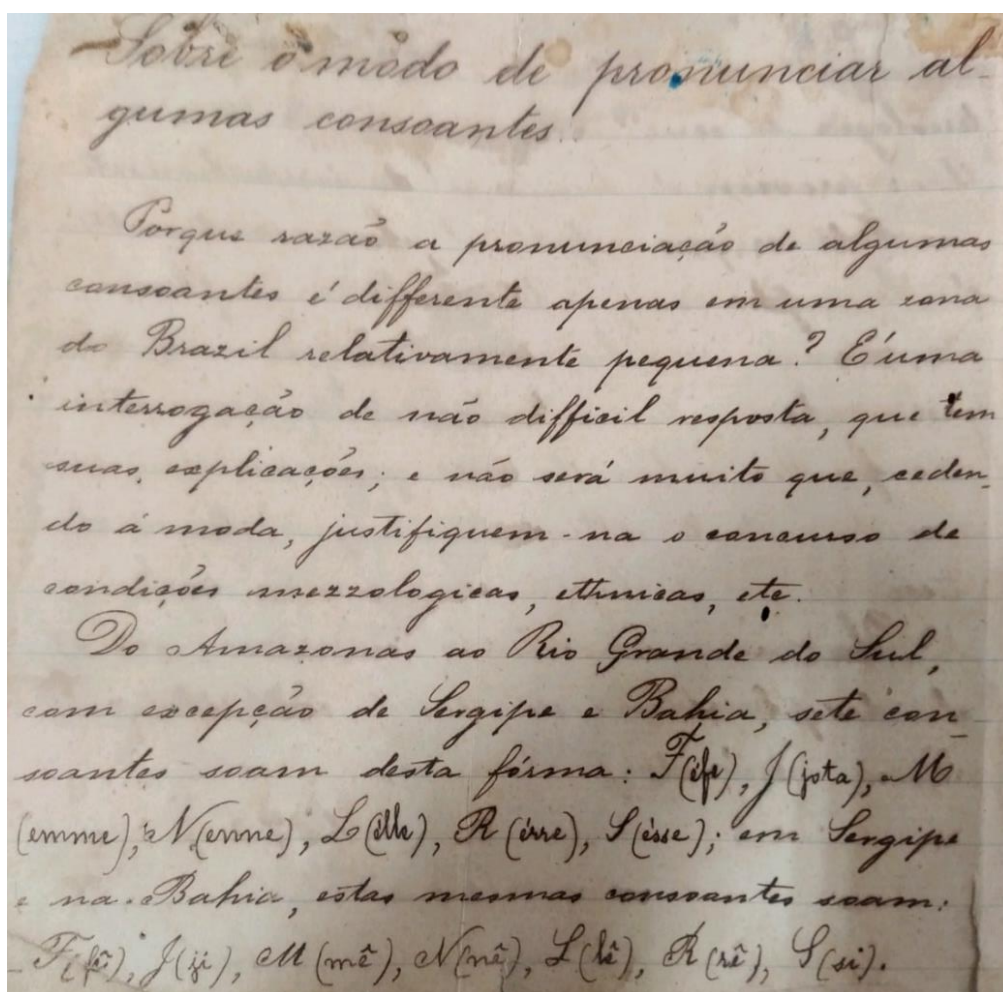 Sobre o modo de pronunciar al-
gumas consoantes.
Porque razão a pronunciação de algumas
consoantes é differente apenas em uma zona
do Brazil relativamente pequena? É uma
interrogação de não difficil resposta, que tem
suas explicações; e não será muito que, ceden-
do á moda, justifiquem-na o concurso de
condições mezzologicas, ethnicas, etc.
Do Amazonas ao Rio Grande do Sul,
com excepção de Sergipe e Bahia, sete con-
soantes soam desta fórma: F (éfe), J (jota), M
(emme), N (enne), L (élle), R (érre), S (ésse); em Sergipe
e na Bahia, estas mesmas consoantes soam:
F (fê), J (ji), M (mê), N (nê), L (lê), R (rê), S (si).